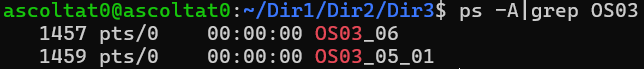 ascoltat0@ascoltat0:~/Dir1/Dir2/Dir3$ ps -A|grep OS03
1457 pts/0    00:00:00 OS03_06
1459 pts/0    00:00:00 OS03_05_01